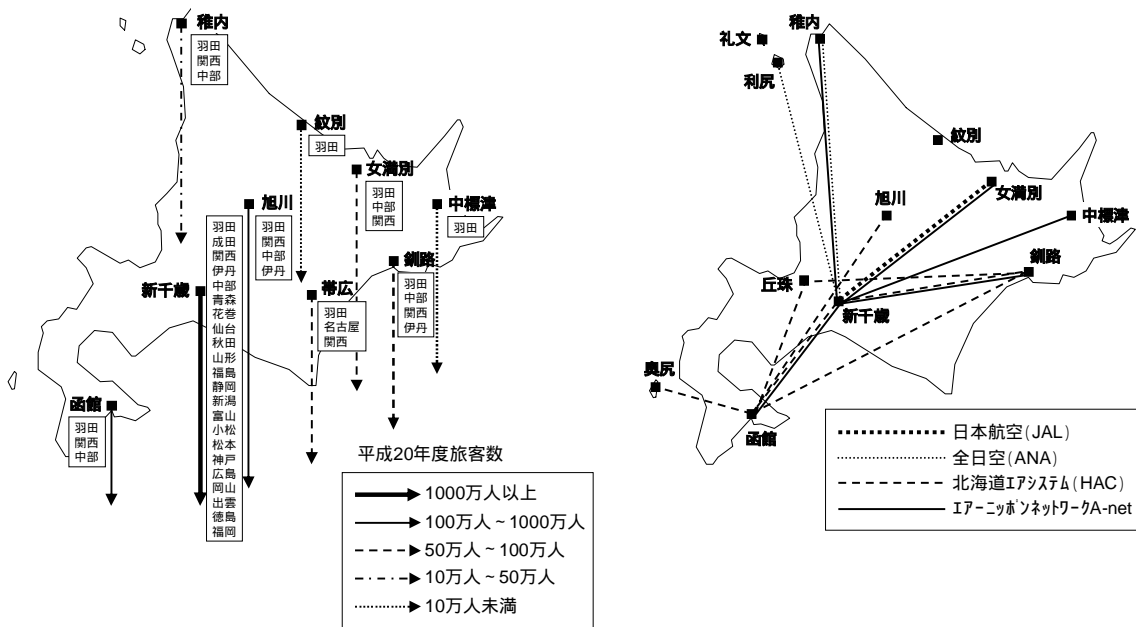 稚内
羽田
関西
中部
紋別
羽田
女満別
羽田
中部
関西
中標津
羽田
旭川
羽田
関西
中部
伊丹
釧路
羽田
中部
関西
伊丹
帯広
羽田
名古屋
関西
新千歳
羽田
成田
関西
伊丹
中部
青森
花巻
仙台
秋田
山形
福島
静岡
新潟
富山
小松
松本
神戸
広島
岡山
出雲
徳島
福岡
函館
羽田
関西
中部
平成20年度旅客数
1000万人以上
100万人~1000万人
50万人~100万人
10万人~50万人
10万人未満
稚内
礼文
利尻
紋別
女満別
旭川
中標津
釧路
丘珠
新千歳
奥尻
函館
日本航空(JAL)
全日空(ANA)
北海道エアシステム(HAC)
エアーニッポンネットワークA-net